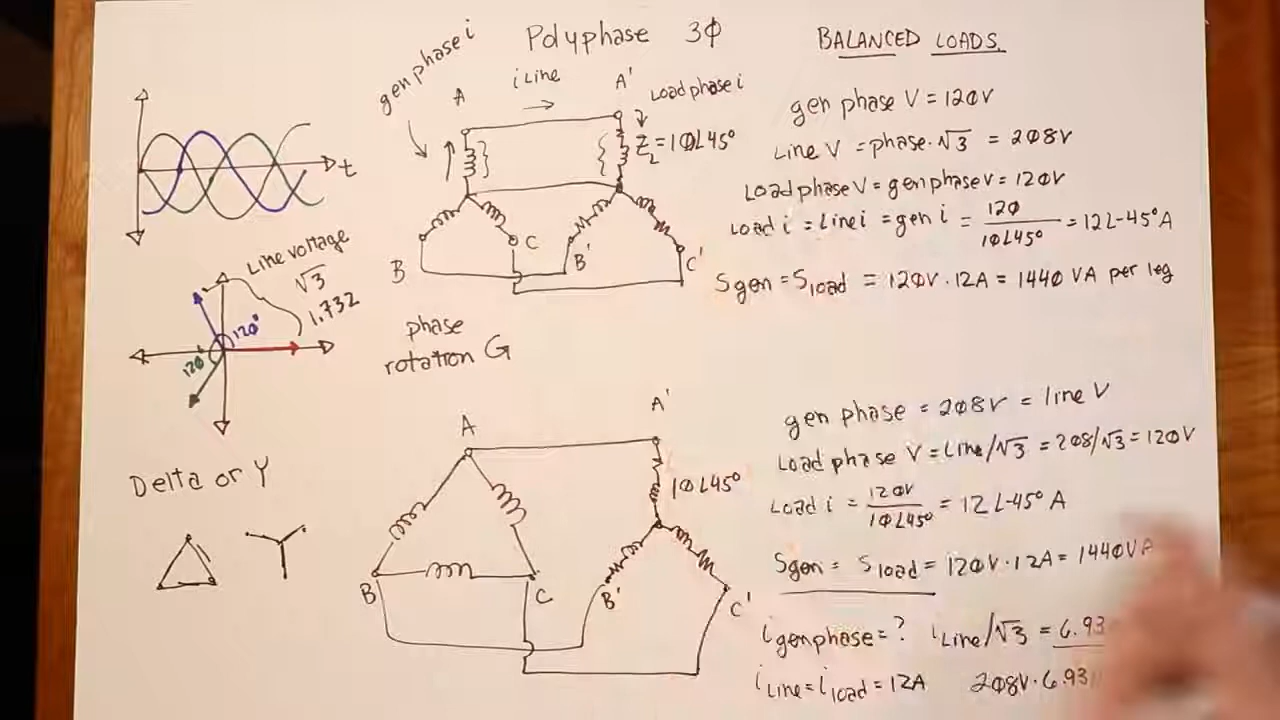 Polyphase 3Φ
BALANCED LOADS.
gen phase i
i Line
A
A'
Load phase i
Z_L = 10∠45°
B
C
B'
C'
t
Line voltage
√3
1.732
120°
120
phase
rotation
Delta or Y
gen phase V = 120V
Line V = phase · √3 = 208V
Load phase V = gen phase V = 120V
Load i = Line i = gen i = 120 / 10∠45° = 12∠-45° A
Sgen = Sload = 120V · 12A = 1440 VA per leg
A
A'
10∠45°
B
C
B'
C'
gen phase = 208V = line V
Load phase V = Line/√3 = 208/√3 = 120V
Load i = 120V / 10∠45° = 12∠-45° A
Sgen = Sload = 120V · 12A = 1440VA
i gen phase = ? i Line/√3 = 6.93
i Line = i load = 12A 208V · 6.93